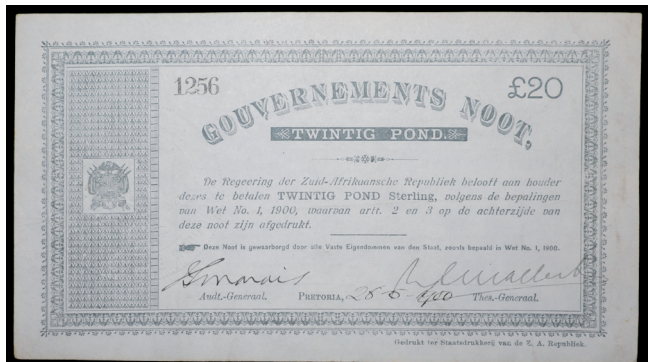 1256 £20
GOUVERNEMENTS NOOT,
TWINTIG POND.
De Regeering der Zuid-Afrikaansche Republiek belooft aan houder
dezes te betalen TWINTIG POND Sterling, volgens de bepalingen
van Wet No. 1, 1900, waarvan artt. 2 en 3 op de achterzijde van
deze noot zijn afgedrukt.
Deze Noot is gewaarborgd door alle Vaste Eigendommen van den Staat, zooals bepaald in Wet No. 1, 1900.
Audt.-Generaal. PRETORIA, 28-5-1900 Thes.-Generaal.
Gedrukt ter Staatsdrukkerij van de Z. A. Republiek.